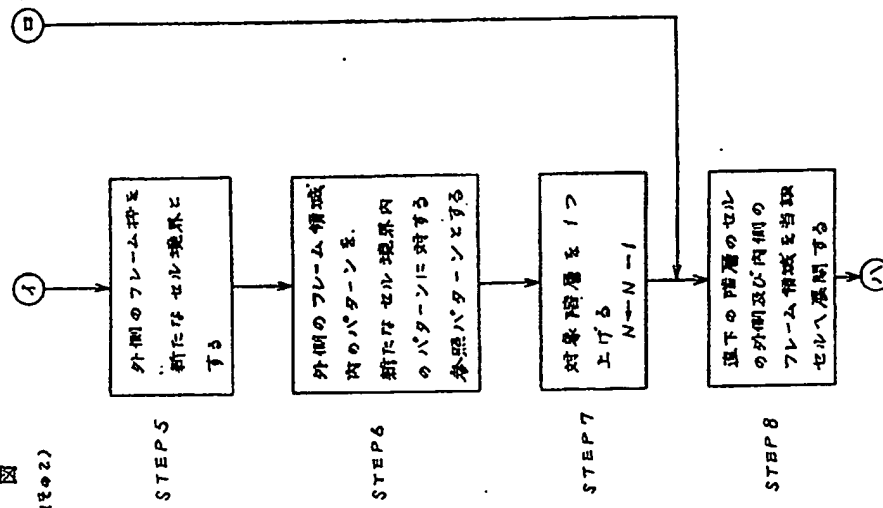 図
(その2)
イ
ロ
STEP5
外側のフレーム枠を
新たなセル境界と
する
STEP6
外側のフレーム領域
内のパターンを、
新たなセル境界内
のパターンに対する
参照パターンとする
STEP7
対象階層を1つ
上げる
N←N-1
STEP8
直下の階層のセル
の外側及び内側の
フレーム領域を当該
セルへ展開する
ハ